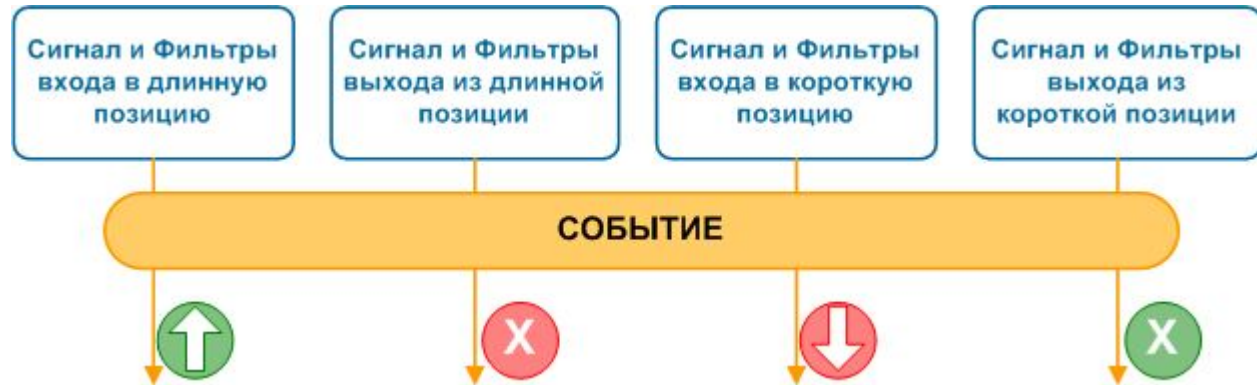 Сигнал и Фильтры
входа в длинную
позицию
Сигнал и Фильтры
выхода из длинной
позиции
Сигнал и Фильтры
входа в короткую
позицию
Сигнал и Фильтры
выхода из
короткой позиции
СОБЫТИЕ
X
X